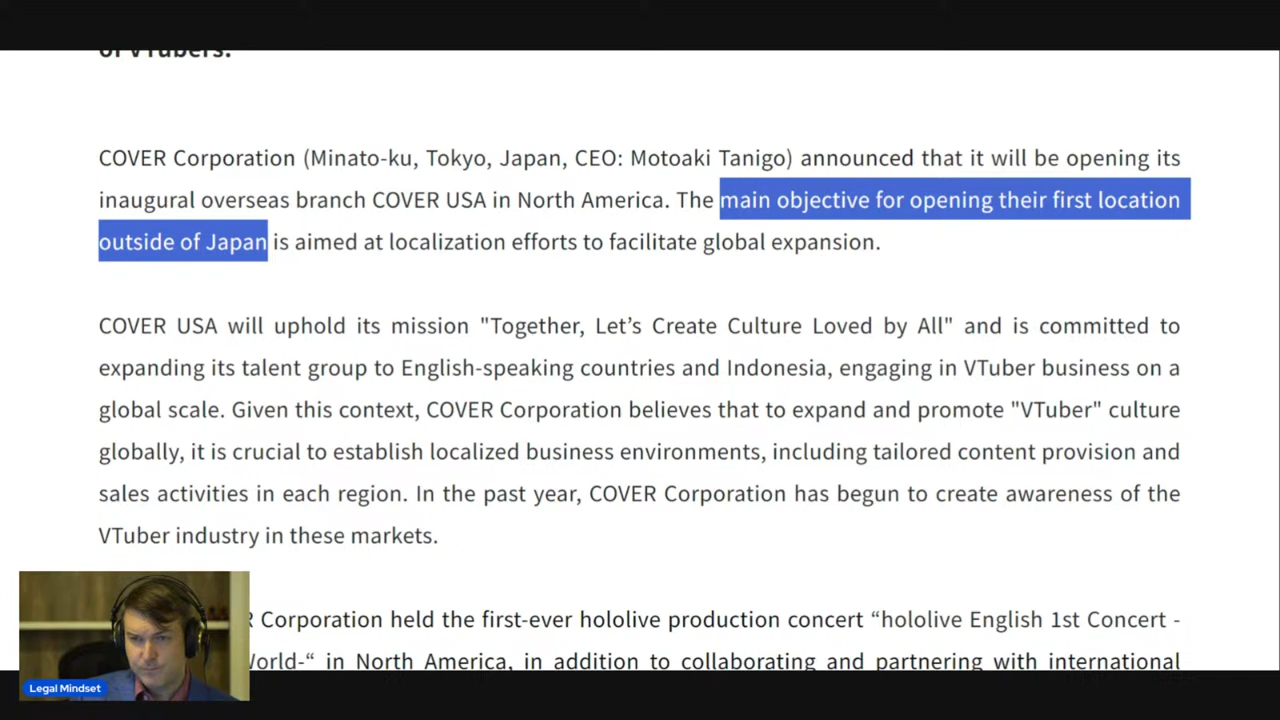 of VTubers.
COVER Corporation (Minato-ku, Tokyo, Japan, CEO: Motoaki Tanigo) announced that it will be opening its
inaugural overseas branch COVER USA in North America. The main objective for opening their first location
outside of Japan is aimed at localization efforts to facilitate global expansion.
COVER USA will uphold its mission "Together, Let’s Create Culture Loved by All" and is committed to
expanding its talent group to English-speaking countries and Indonesia, engaging in VTuber business on a
global scale. Given this context, COVER Corporation believes that to expand and promote "VTuber" culture
globally, it is crucial to establish localized business environments, including tailored content provision and
sales activities in each region. In the past year, COVER Corporation has begun to create awareness of the
VTuber industry in these markets.
R Corporation held the first-ever hololive production concert “hololive English 1st Concert -
World-“ in North America, in addition to collaborating and partnering with international
Legal Mindset